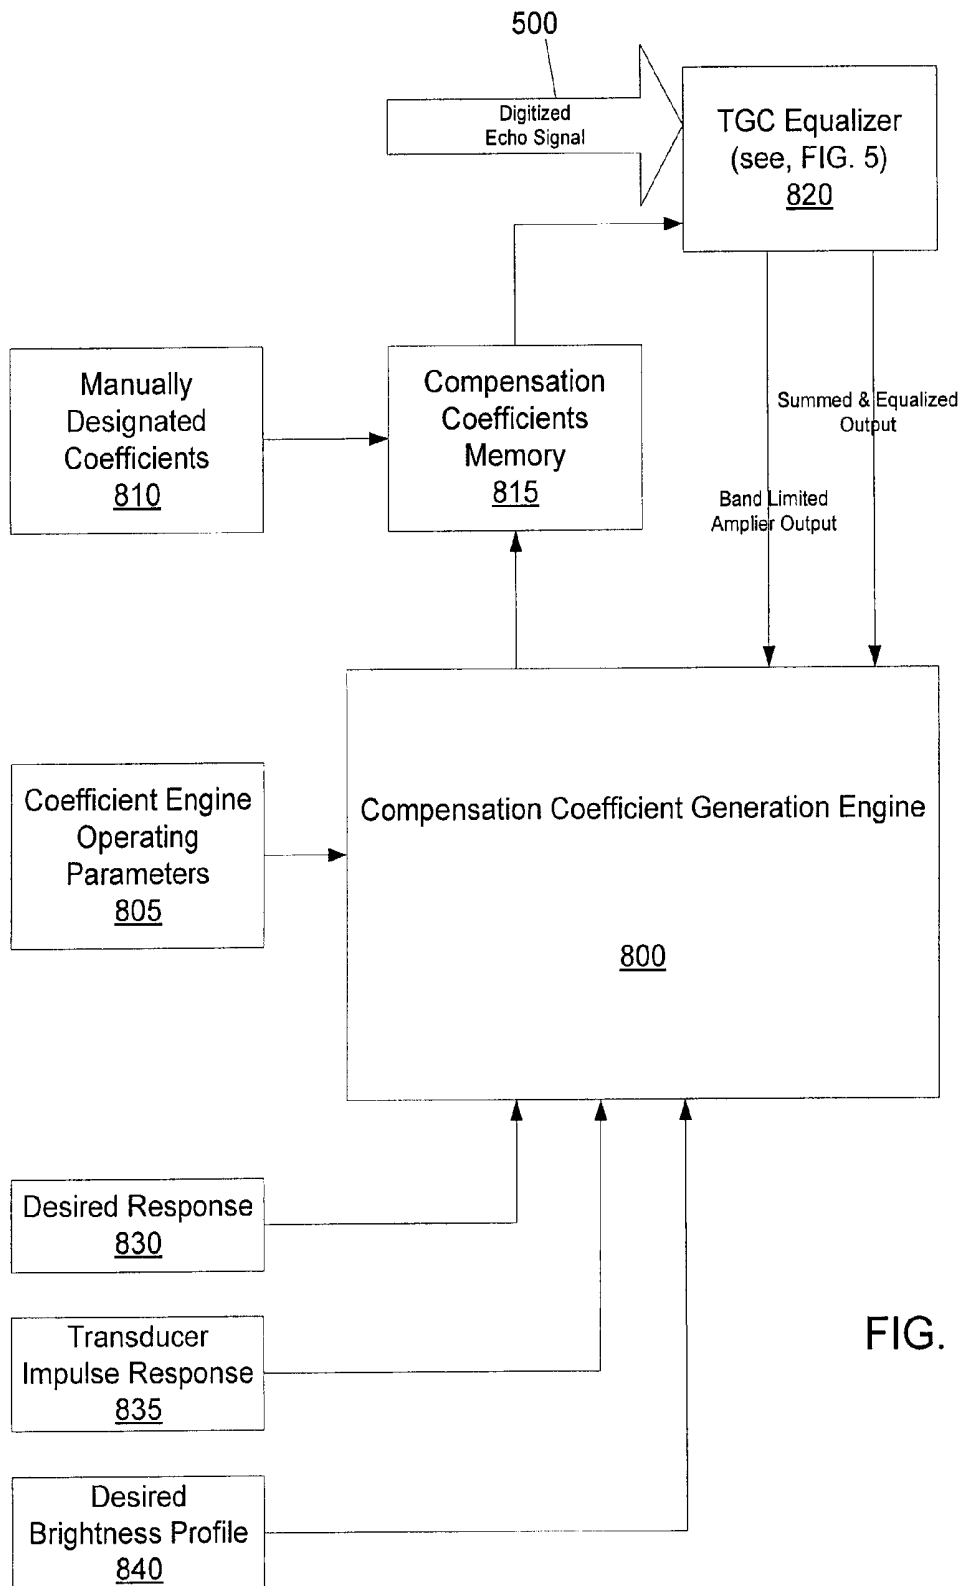 500
Digitized
Echo Signal
TGC Equalizer
(see, FIG. 5)
820
Manually
Designated
Coefficients
810
Compensation
Coefficients
Memory
815
Summed & Equalized
Output
Band Limited
Amplier Output
Coefficient Engine
Operating
Parameters
805
Compensation Coefficient Generation Engine
800
Desired Response
830
Transducer
Impulse Response
835
Desired
Brightness Profile
840
FIG.